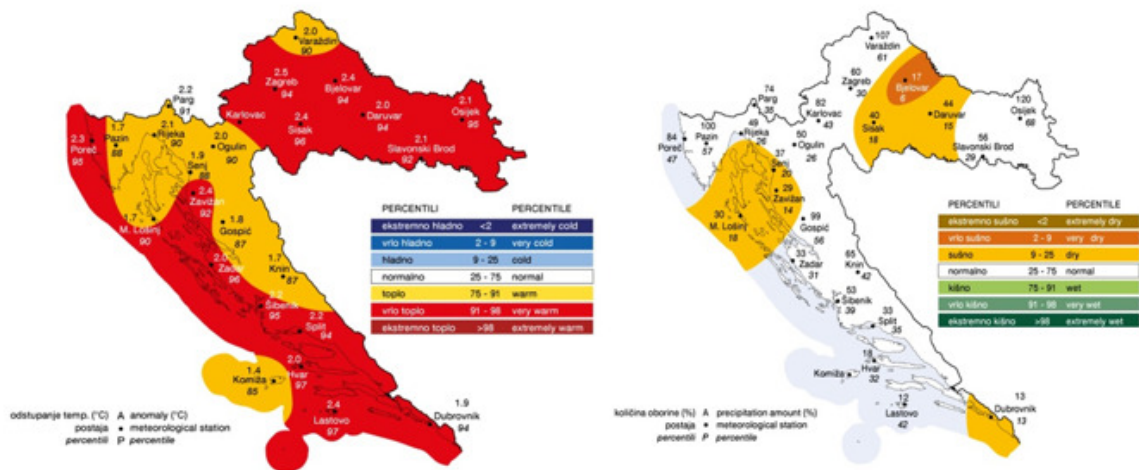 2.0
Varaždin
90
2.5
Zagreb
94
2.4
Bjelovar
94
2.2
Parg
91
Karlovac
2.4
Sisak
96
2.0
Daruvar
94
2.1
Osijek
95
2.1
Slavonski Brod
92
2.3
Poreč
95
1.7
Pazin
88
2.1
Rijeka
90
2.0
Ogulin
90
1.9
Senj
88
2.4
Zavižan
92
1.7
M. Lošinj
90
1.8
Gospić
87
2.0
Zadar
96
1.7
Knin
87
Šibenik
95
2.2
Split
94
2.0
Hvar
97
1.4
Komiža
85
2.4
Lastovo
97
1.9
Dubrovnik
94
PERCENTILI PERCENTILE
ekstremno hladno <2 extremely cold
vrlo hladno 2 - 9 very cold
hladno 9 - 25 cold
normalno 25 - 75 normal
toplo 75 - 91 warm
vrlo toplo 91 - 98 very warm
ekstremno toplo >98 extremely warm
odstupanje temp. (°C) A anomaly (°C)
postaja meteorological station
percentili P percentile
107
Varaždin
61
60
Zagreb
30
17
Bjelovar
6
74
Parg
35
82
Karlovac
43
40
Sisak
18
44
Daruvar
15
120
Osijek
68
56
Slavonski Brod
29
84
Poreč
47
100
Pazin
57
49
Rijeka
26
50
Ogulin
26
37
Senj
20
29
Zavižan
14
30
M. Lošinj
18
99
Gospić
56
33
Zadar
31
65
Knin
42
53
Šibenik
39
33
Split
35
18
Hvar
32
Komiža
12
Lastovo
42
13
Dubrovnik
13
PERCENTILI PERCENTILE
ekstremno sušno <2 extremely dry
vrlo sušno 2 - 9 very dry
sušno 9 - 25 dry
normalno 25 - 75 normal
kišno 75 - 91 wet
vrlo kišno 91 - 98 very wet
ekstremno kišno >98 extremely wet
količina oborine (%) A precipitation amount (%)
postaja meteorological station
percentili P percentile